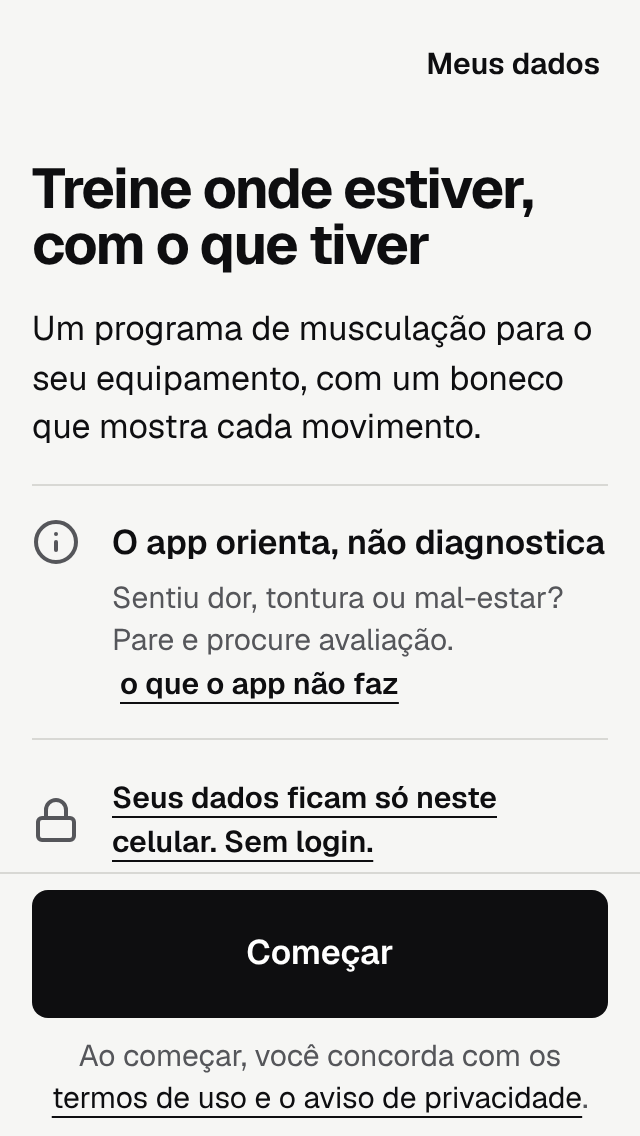 Meus dados
Treine onde estiver,
com o que tiver
Um programa de musculação para o
seu equipamento, com um boneco
que mostra cada movimento.
O app orienta, não diagnostica
Sentiu dor, tontura ou mal-estar?
Pare e procure avaliação.
o que o app não faz
Seus dados ficam só neste
celular. Sem login.
Começar
Ao começar, você concorda com os
termos de uso e o aviso de privacidade.